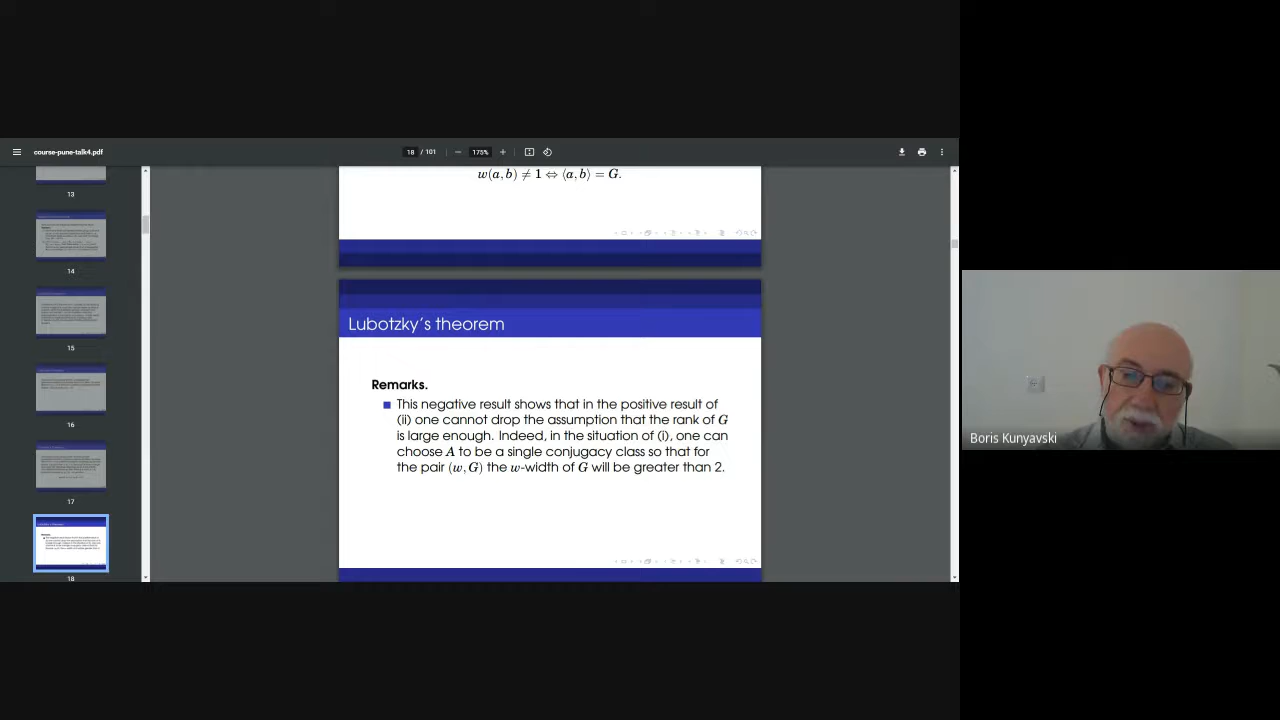 course-pune-talk4.pdf
18 / 101
175%
13
14
15
16
17
18
w(a, b) ≠ 1 ⇔ ⟨a, b⟩ = G.
Lubotzky's theorem
Remarks.
This negative result shows that in the positive result of
(ii) one cannot drop the assumption that the rank of G
is large enough. Indeed, in the situation of (i), one can
choose A to be a single conjugacy class so that for
the pair (w, G) the w-width of G will be greater than 2.
Boris Kunyavski